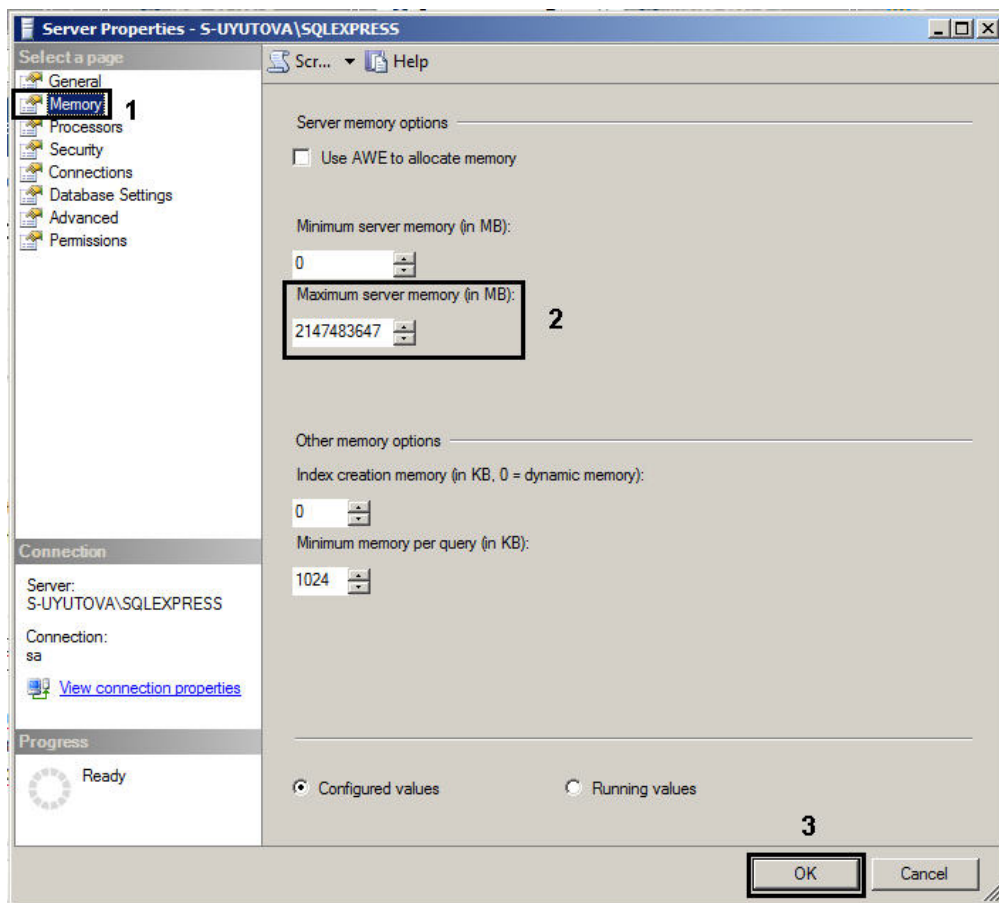 Server Properties - S-UYUTOVA\SQLEXPRESS
Select a page
General
Memory
1
Processors
Security
Connections
Database Settings
Advanced
Permissions
Scr...
Help
Server memory options
Use AWE to allocate memory
Minimum server memory (in MB):
0
Maximum server memory (in MB):
2147483647
2
Other memory options
Index creation memory (in KB, 0 = dynamic memory):
0
Minimum memory per query (in KB):
1024
Connection
Server:
S-UYUTOVA\SQLEXPRESS
Connection:
sa
View connection properties
Progress
Ready
Configured values
Running values
3
OK
Cancel